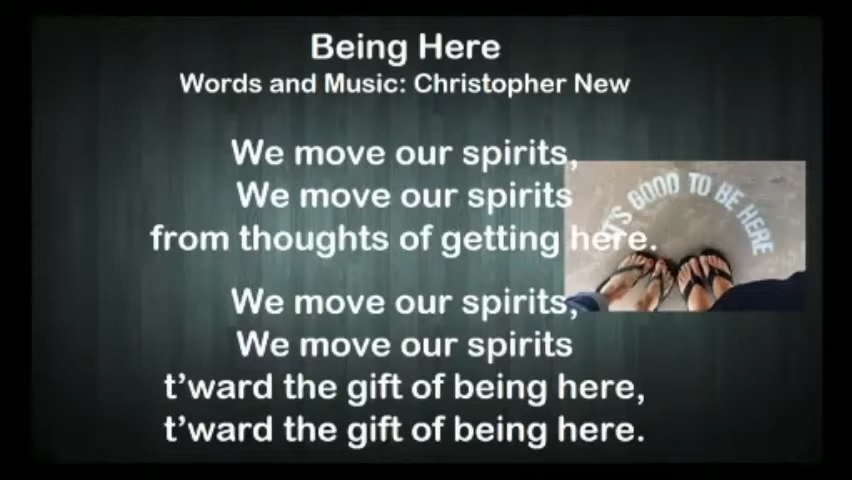 Being Here
Words and Music: Christopher New
We move our spirits,
We move our spirits
from thoughts of getting here.
We move our spirits,
We move our spirits
t'ward the gift of being here,
t'ward the gift of being here.
IT'S GOOD TO BE HERE